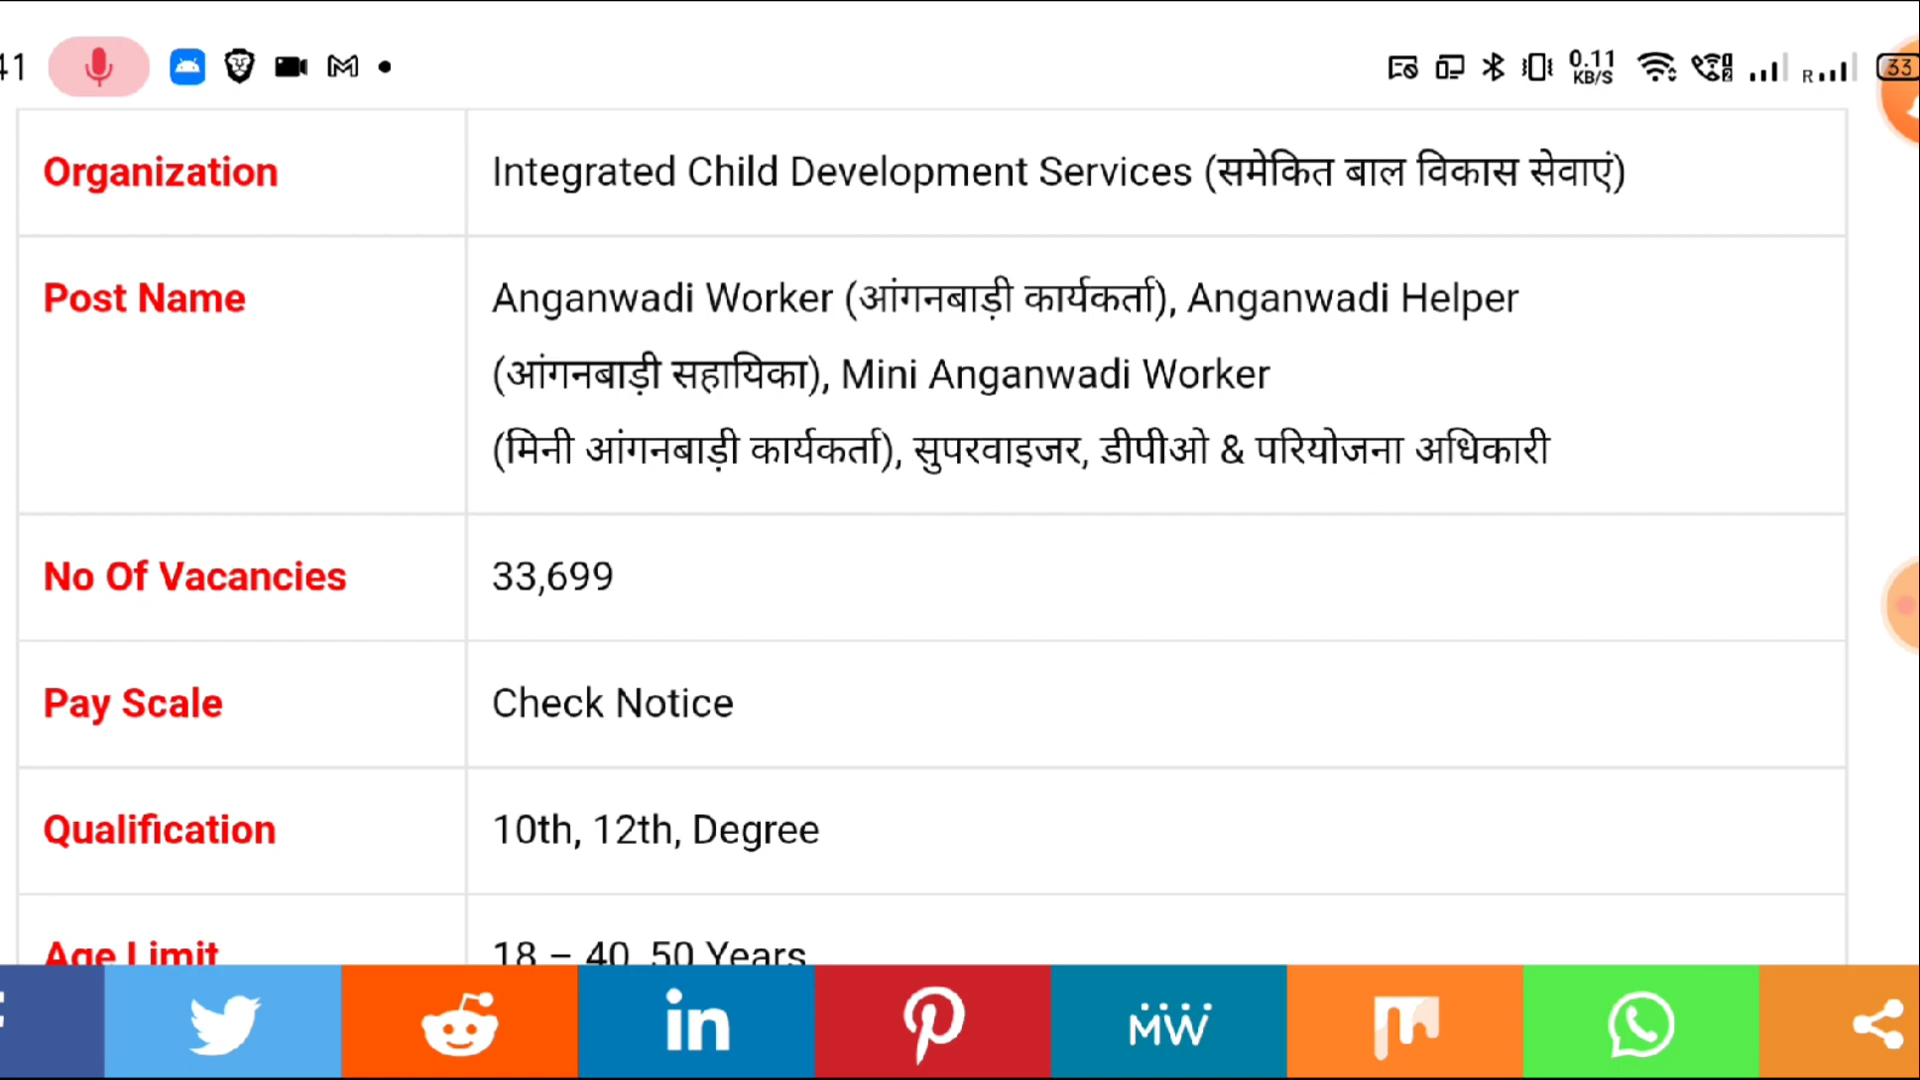 41
0.11
KB/S
R
33
Organization
Integrated Child Development Services (समेकित बाल विकास सेवाएं)
Post Name
Anganwadi Worker (आंगनबाड़ी कार्यकर्ता), Anganwadi Helper
(आंगनबाड़ी सहायिका), Mini Anganwadi Worker
(मिनी आंगनबाड़ी कार्यकर्ता), सुपरवाइजर, डीपीओ & परियोजना अधिकारी
No Of Vacancies
33,699
Pay Scale
Check Notice
Qualification
10th, 12th, Degree
Age Limit
18 – 40, 50 Years
in
MW